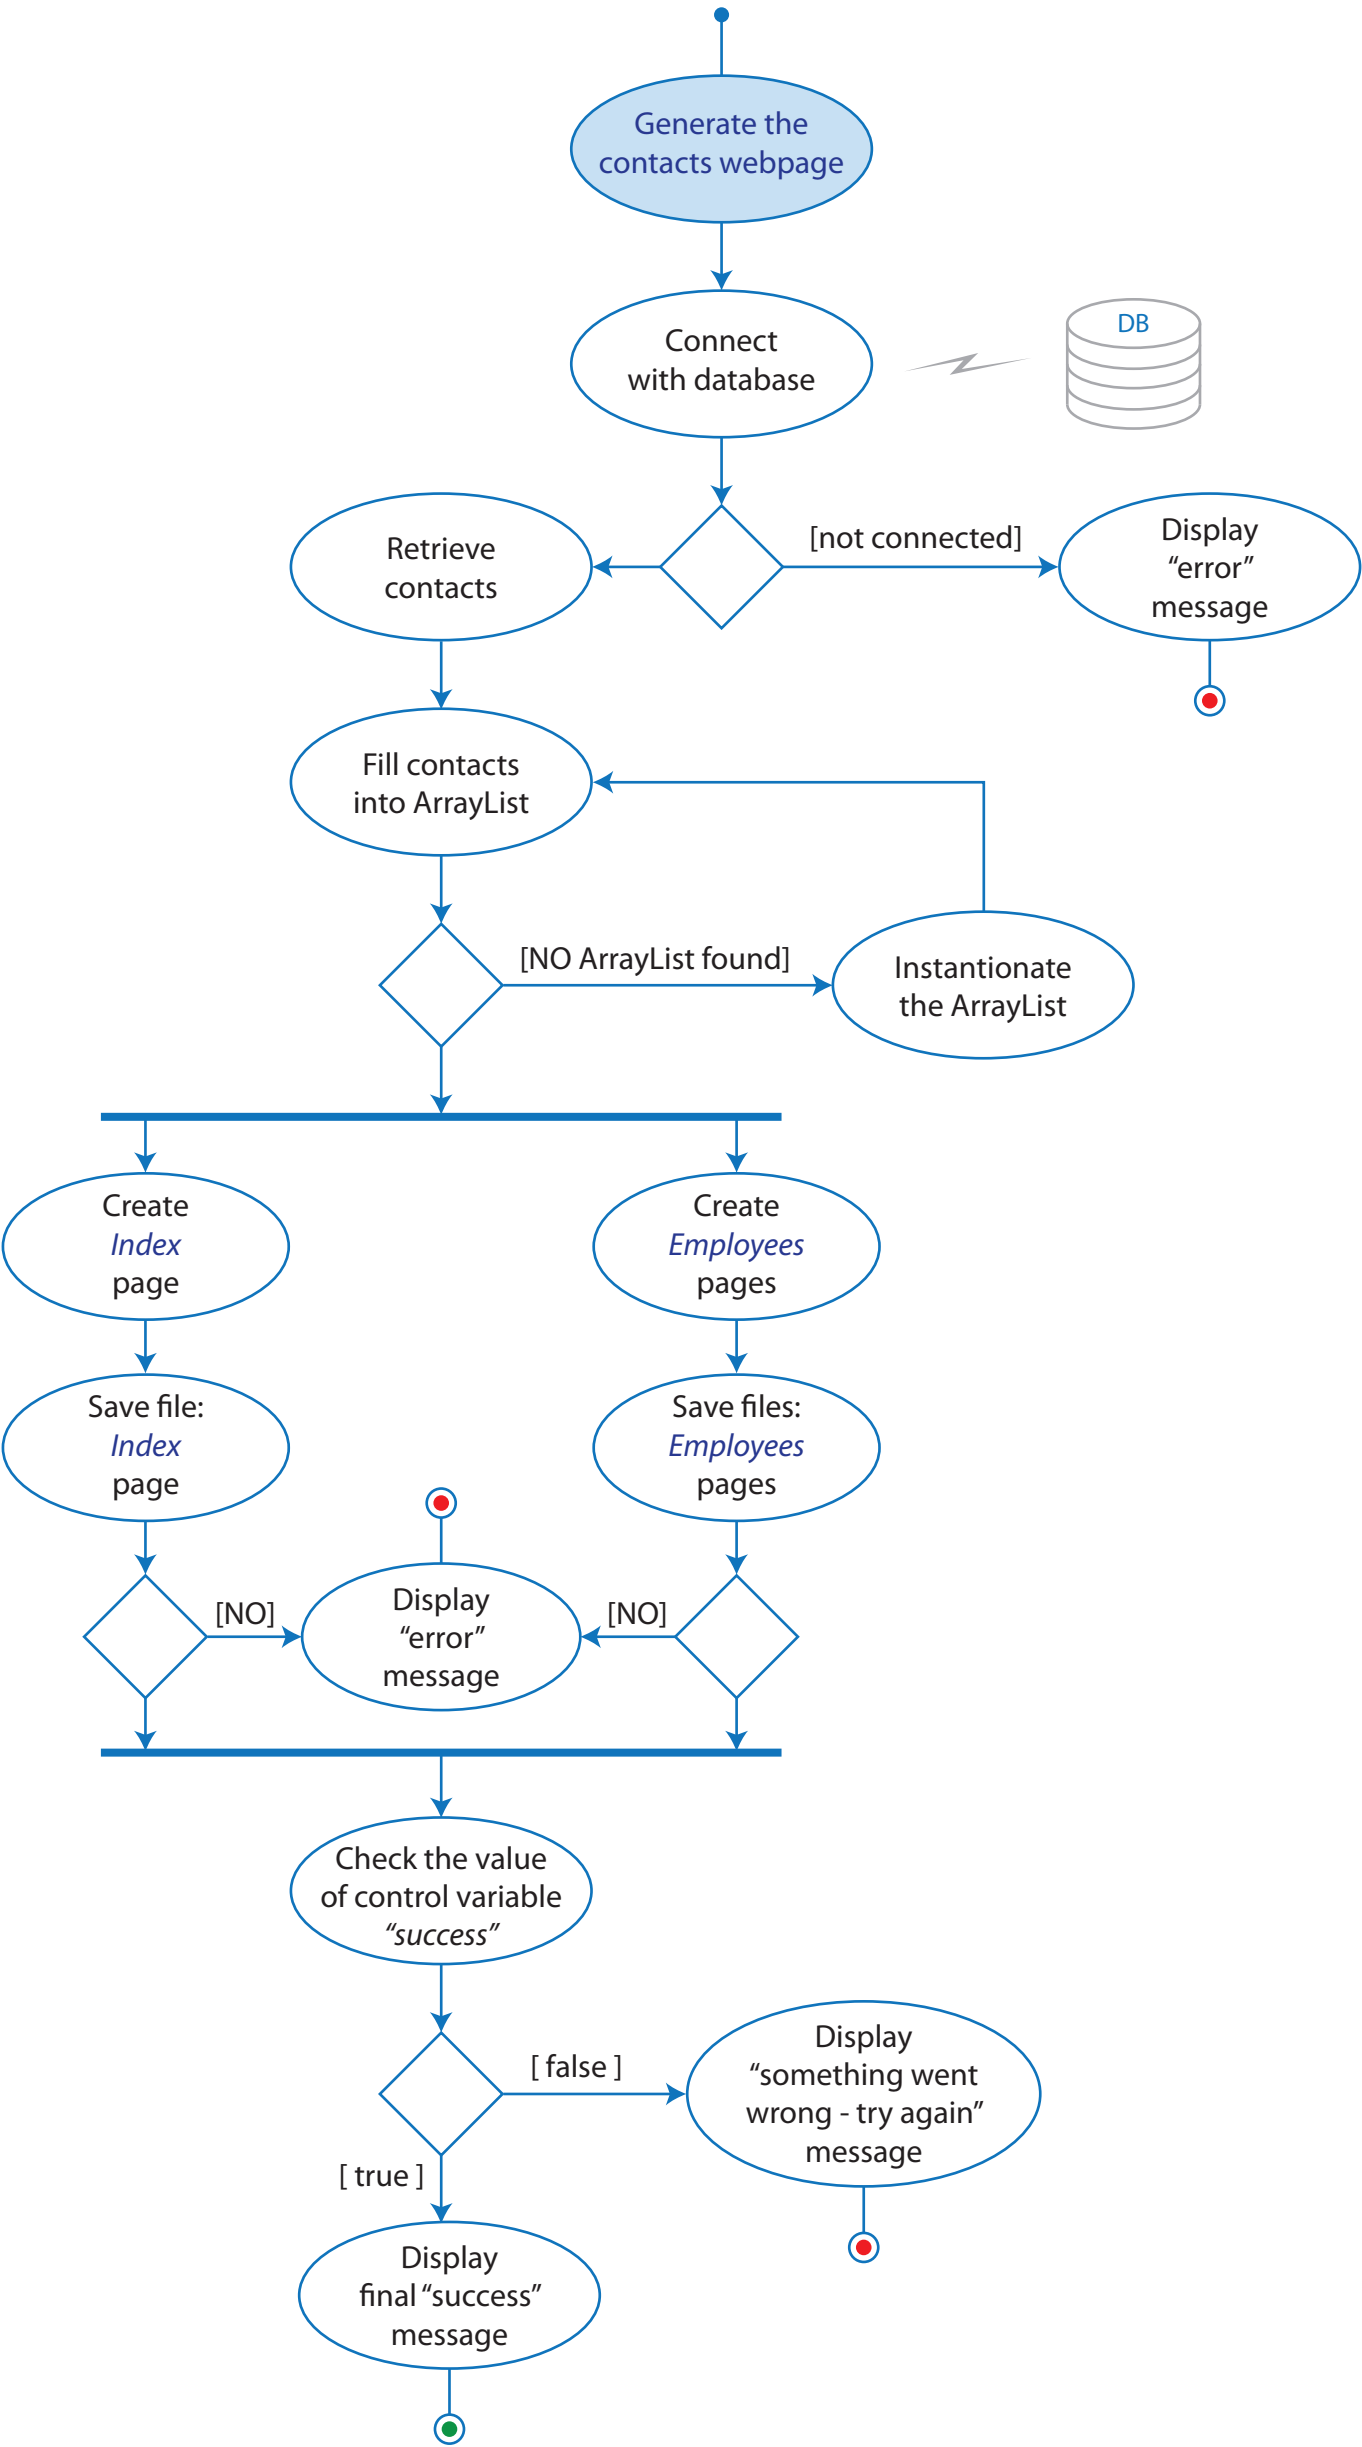 Generate the
contacts webpage
Connect
with database
DB
Retrieve
contacts
[not connected]
Display
“error”
message
Fill contacts
into ArrayList
[NO ArrayList found]
Instantionate
the ArrayList
Create
Index
page
Create
Employees
pages
Save file:
Index
page
Save files:
Employees
pages
[NO]
Display
“error”
message
[NO]
Check the value
of control variable
“success”
[ false ]
Display
“something went
wrong - try again”
message
[ true ]
Display
final “success”
message